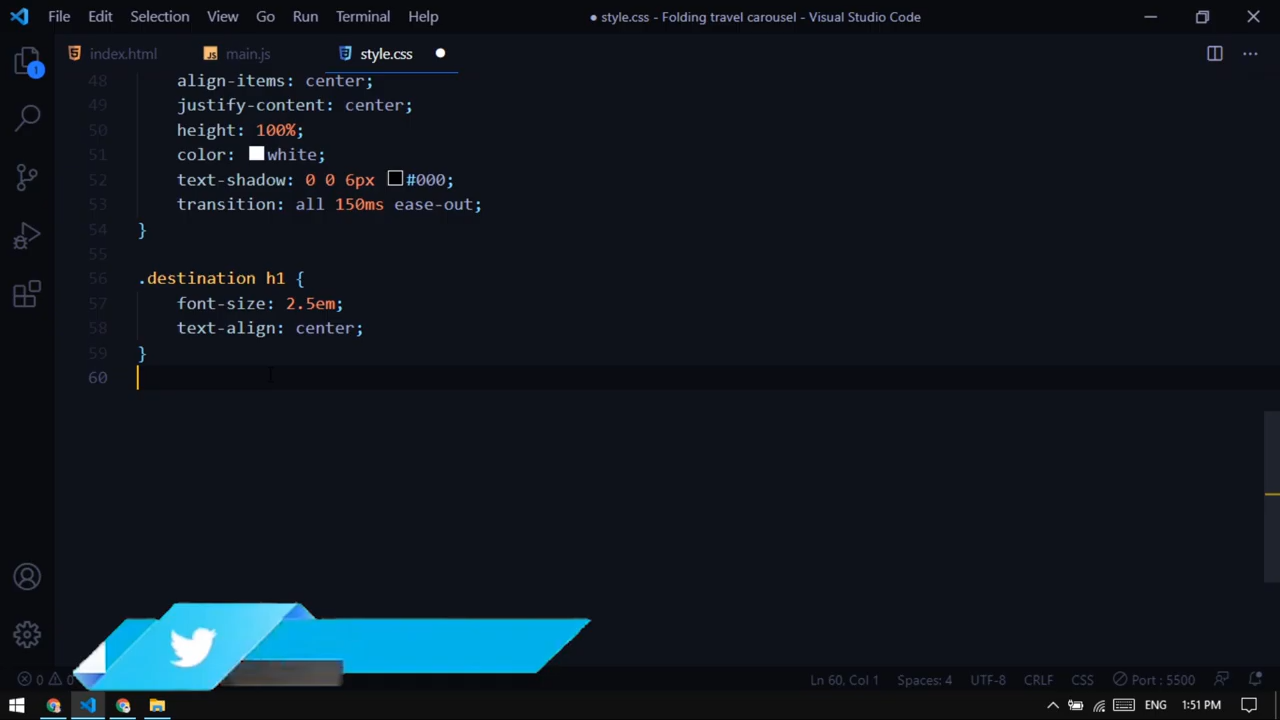 File Edit Selection View Go Run Terminal Help
● style.css - Folding travel carousel - Visual Studio Code
1
index.html
JS main.js
style.css ●
48 align-items: center;
49 justify-content: center;
50 height: 100%;
51 color: white;
52 text-shadow: 0 0 6px #000;
53 transition: all 150ms ease-out;
54 }
55
56 .destination h1 {
57 font-size: 2.5em;
58 text-align: center;
59 }
60
0
Ln 60, Col 1 Spaces: 4 UTF-8 CRLF CSS Port : 5500
ENG 1:51 PM